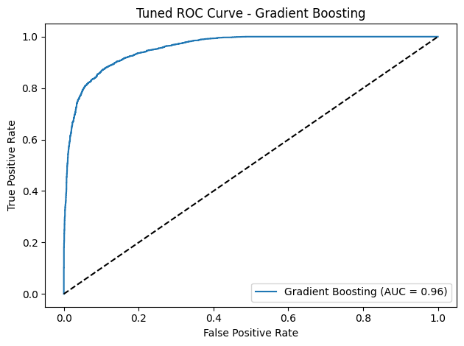 Tuned ROC Curve - Gradient Boosting
True Positive Rate
1.0
0.8
0.6
0.4
0.2
0.0
Gradient Boosting (AUC = 0.96)
0.0 0.2 0.4 0.6 0.8 1.0
False Positive Rate